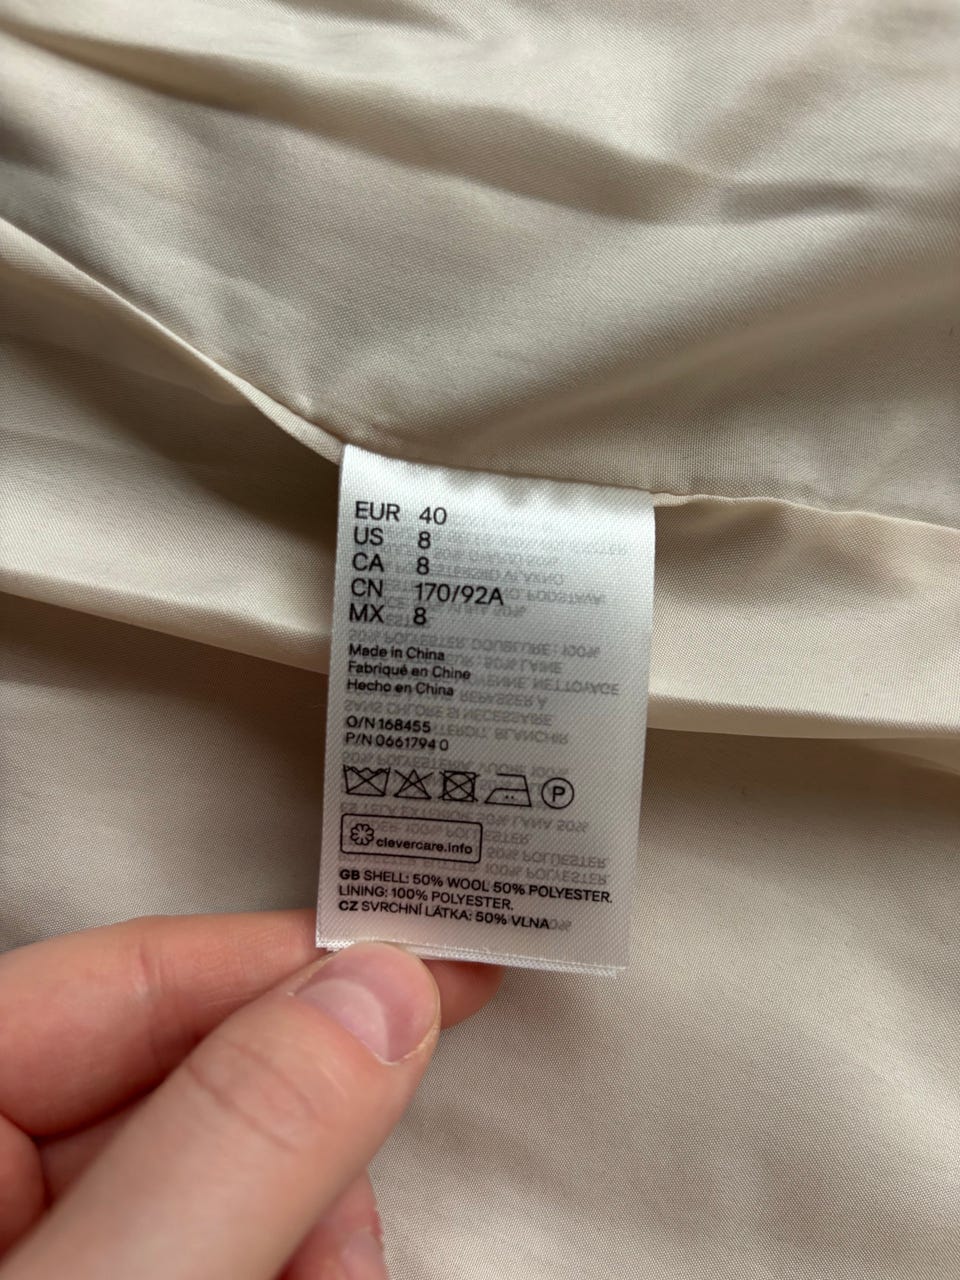 EUR 40
US 8
CA 8
CN 170/92A
MX 8
Made in China
Fabriqué en Chine
Hecho en China
O/N 168455
P/N 0661794 0
P
clevercare.info
GB SHELL: 50% WOOL 50% POLYESTER.
LINING: 100% POLYESTER.
CZ SVRCHNÍ LÁTKA: 50% VLNA